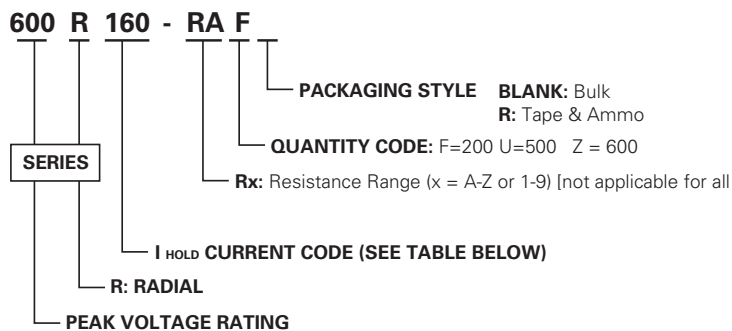 600 R 160 - RA F
PACKAGING STYLE BLANK: Bulk
R: Tape & Ammo
QUANTITY CODE: F=200 U=500 Z = 600
SERIES
Rx: Resistance Range (x = A-Z or 1-9) [not applicable for all
I HOLD CURRENT CODE (SEE TABLE BELOW)
R: RADIAL
PEAK VOLTAGE RATING